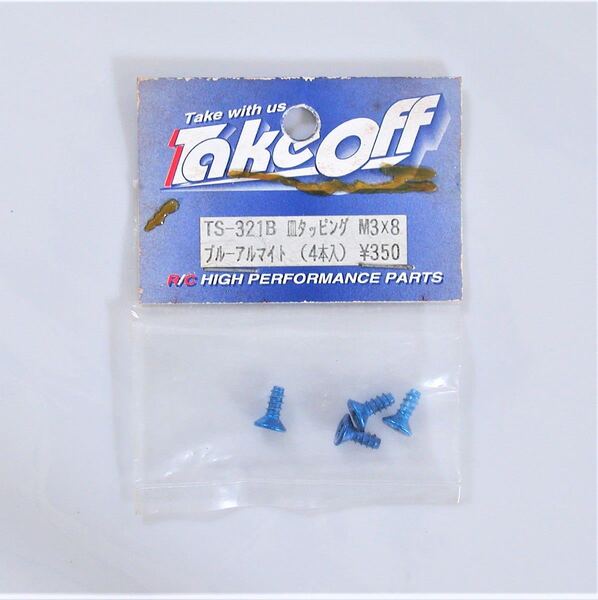 Take with us
Takeoff
TS-321B 皿タッピング M3×8
ブルーアルマイト (4本入) ¥350
R/C HIGH PERFORMANCE PARTS